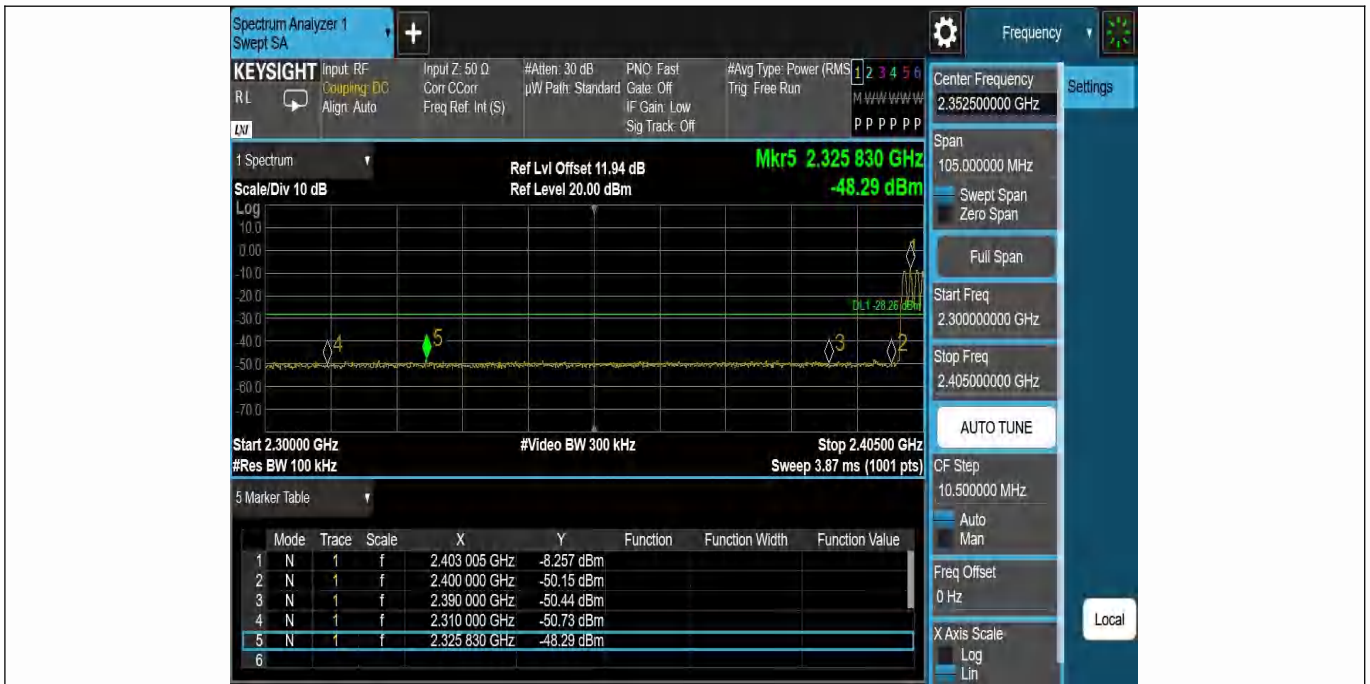 Spectrum Analyzer 1
Swept SA
+
Frequency
KEYSIGHT
RL
LXI
Input: RF
Coupling: DC
Align: Auto
Input Z: 50 Ω
Corr CCorr
Freq Ref: Int (S)
#Atten: 30 dB
µW Path: Standard
PNO: Fast
Gate: Off
IF Gain: Low
Sig Track: Off
#Avg Type: Power (RMS
Trig: Free Run
1 2 3 4 5 6
M W W W W W
P P P P P P
1 Spectrum
Scale/Div 10 dB
Ref Lvl Offset 11.94 dB
Ref Level 20.00 dBm
Mkr5 2.325 830 GHz
-48.29 dBm
Log
10.0
0.00
-10.0
-20.0
-30.0
-40.0
-50.0
-60.0
-70.0
1
DL1 -28.26 dBm
4
5
3
2
Start 2.30000 GHz
#Video BW 300 kHz
Stop 2.40500 GHz
#Res BW 100 kHz
Sweep 3.87 ms (1001 pts)
5 Marker Table
Mode Trace Scale X Y Function Function Width Function Value
1 N 1 f 2.403 005 GHz -8.257 dBm
2 N 1 f 2.400 000 GHz -50.15 dBm
3 N 1 f 2.390 000 GHz -50.44 dBm
4 N 1 f 2.310 000 GHz -50.73 dBm
5 N 1 f 2.325 830 GHz -48.29 dBm
6
Center Frequency
2.352500000 GHz
Settings
Span
105.000000 MHz
Swept Span
Zero Span
Full Span
Start Freq
2.300000000 GHz
Stop Freq
2.405000000 GHz
AUTO TUNE
CF Step
10.500000 MHz
Auto
Man
Freq Offset
0 Hz
X Axis Scale
Log
Lin
Local